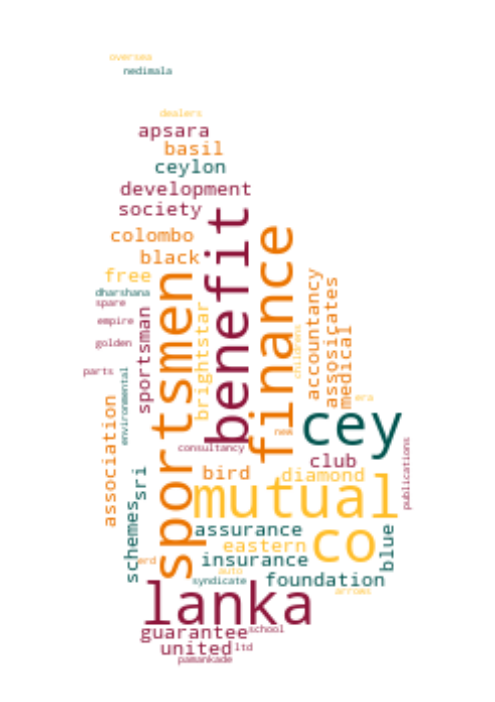 oversea
nedimala
dealers
apsara
basil
ceylon
development
society
colombo
black
free
dharshana
spare
empire
golden
parts
environmental
association
sportsman
sportsmen
brightstar
benefit
finance
childrens
accountancy
assosicates
medical
era
new
cey
consultancy
club
publications
bird
diamond
mutual
sri
schemes
assurance
eastern
co
blue
erd
insurance
auto
syndicate
foundation
arrows
lanka
guarantee
school
united
ltd
pamankade